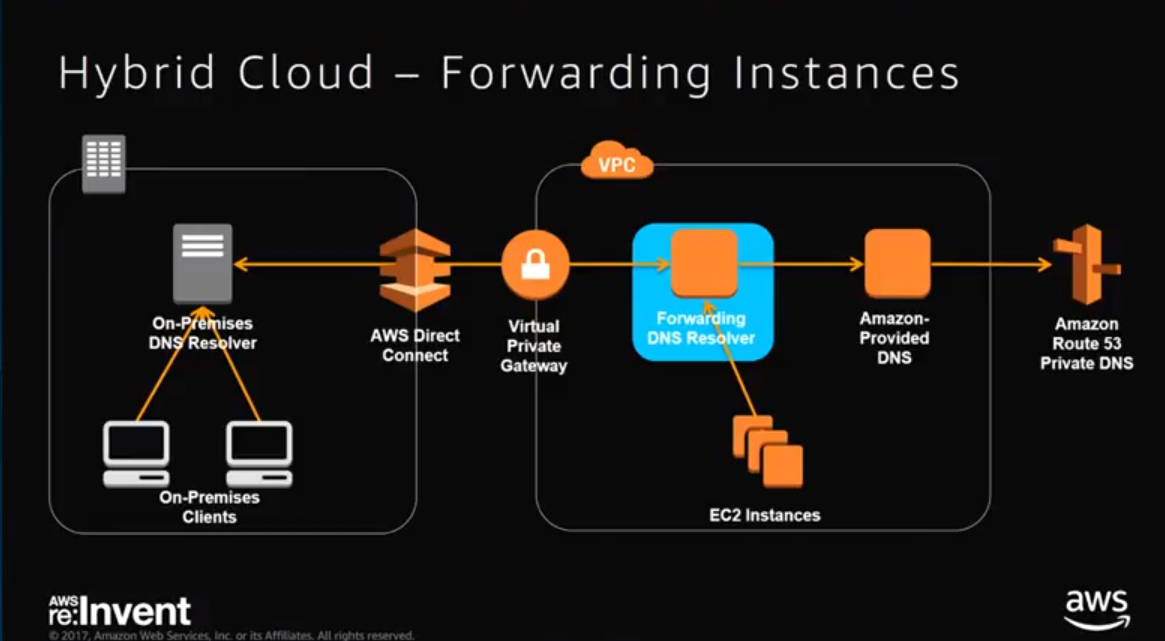 Hybrid Cloud – Forwarding Instances
VPC
On-Premises
DNS Resolver
AWS Direct
Connect
Virtual
Private
Gateway
Forwarding
DNS Resolver
Amazon-
Provided
DNS
Amazon
Route 53
Private DNS
On-Premises
Clients
EC2 Instances
AWS
re:Invent
© 2017, Amazon Web Services, Inc. or its Affiliates. All rights reserved.
aws